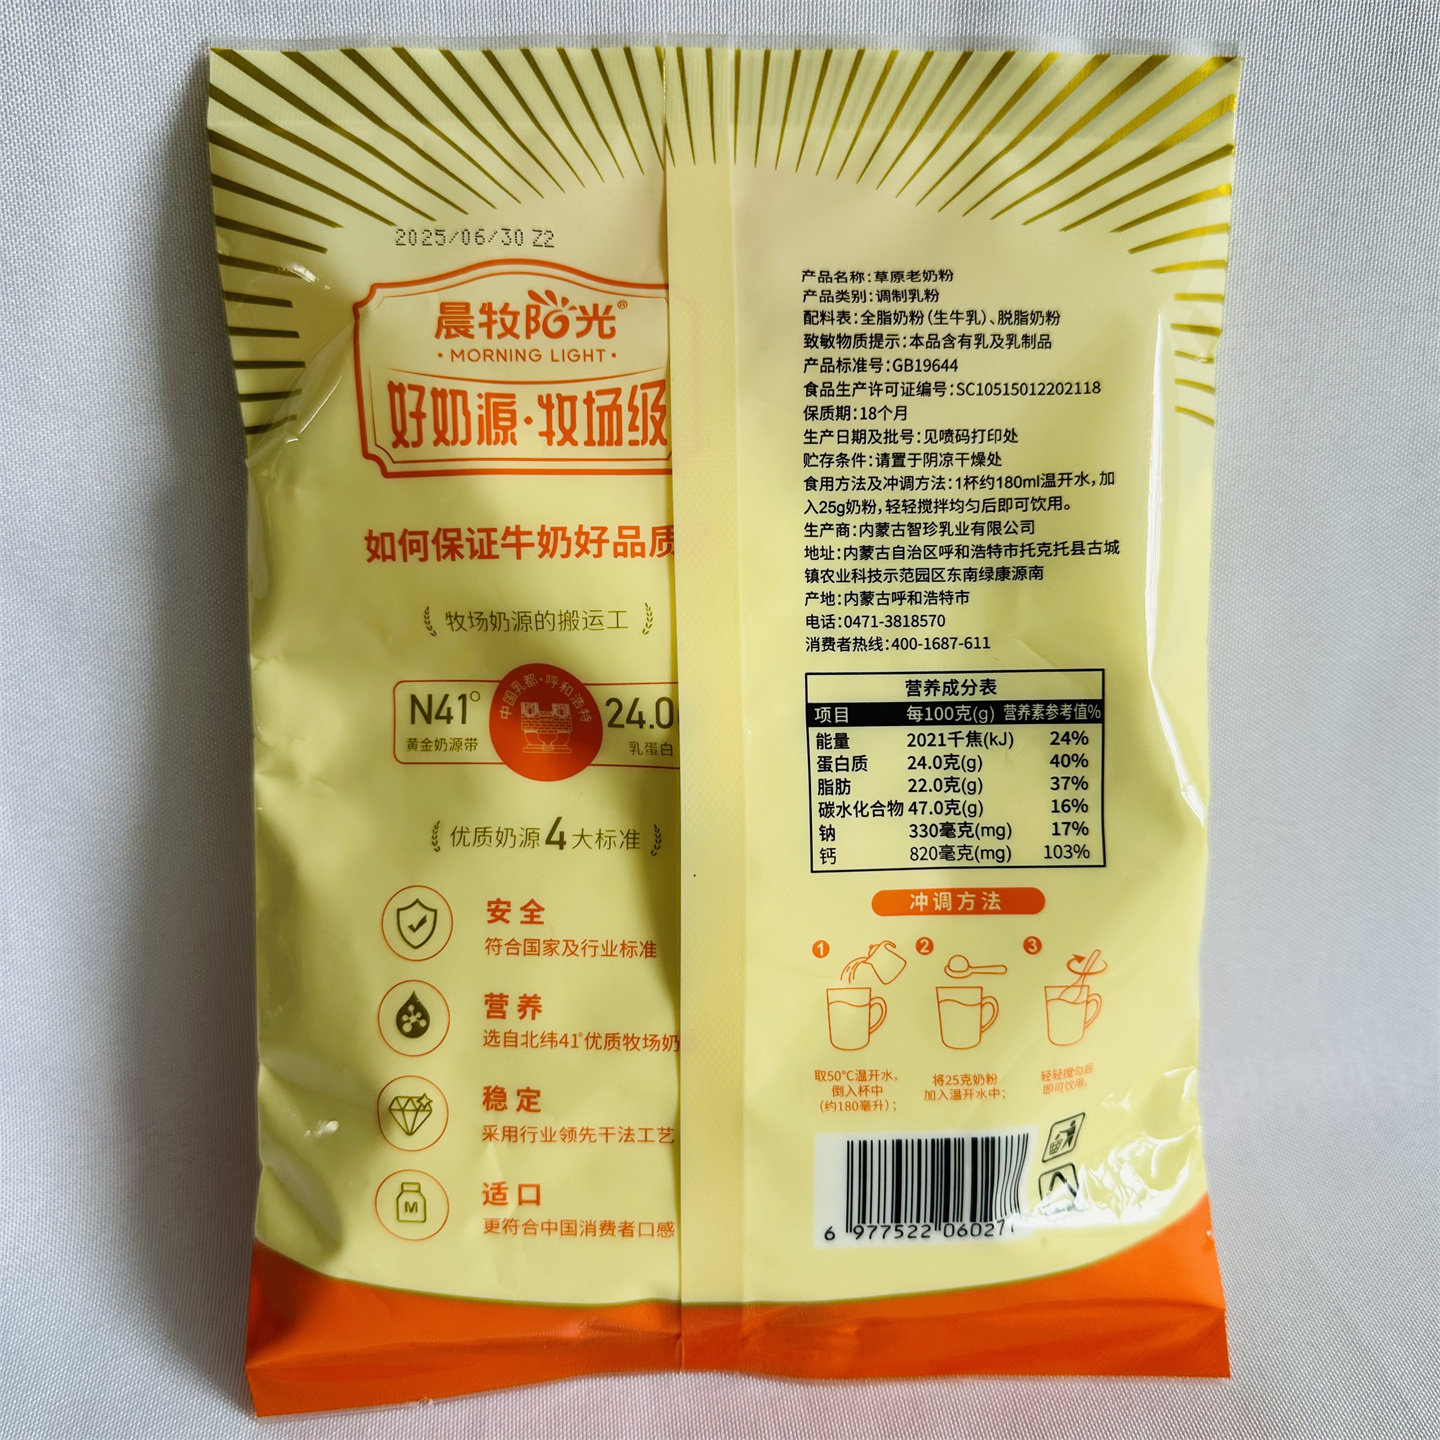 2025/06/30 Z2
晨牧阳光®
·MORNING LIGHT·
好奶源·牧场级
如何保证牛奶好品质
牧场奶源的搬运工
N41°
黄金奶源带
中国乳都·呼和浩特
24.0
乳蛋白
优质奶源4大标准
安全
符合国家及行业标准
营养
选自北纬41°优质牧场奶
稳定
采用行业领先干法工艺
M
适口
更符合中国消费者口感
产品名称：草原老奶粉
产品类别：调制乳粉
配料表：全脂奶粉（生牛乳）、脱脂奶粉
致敏物质提示：本品含有乳及乳制品
产品标准号：GB19644
食品生产许可证编号：SC10515012202118
保质期：18个月
生产日期及批号：见喷码打印处
贮存条件：请置于阴凉干燥处
食用方法及冲调方法：1杯约180ml温开水，加
入25g奶粉，轻轻搅拌均匀后即可饮用。
生产商：内蒙古智珍乳业有限公司
地址：内蒙古自治区呼和浩特市托克托县古城
镇农业科技示范园区东南绿康源南
产地：内蒙古呼和浩特市
电话：0471-3818570
消费者热线：400-1687-611
营养成分表
项目 每100克(g) 营养素参考值%
能量 2021千焦(kJ) 24%
蛋白质 24.0克(g) 40%
脂肪 22.0克(g) 37%
碳水化合物 47.0克(g) 16%
钠 330毫克(mg) 17%
钙 820毫克(mg) 103%
冲调方法
1 2 3
取50°C温开水，
倒入杯中
（约180毫升）；
将25克奶粉
加入温开水中；
轻轻搅匀后
即可饮用。
6 977522 06027